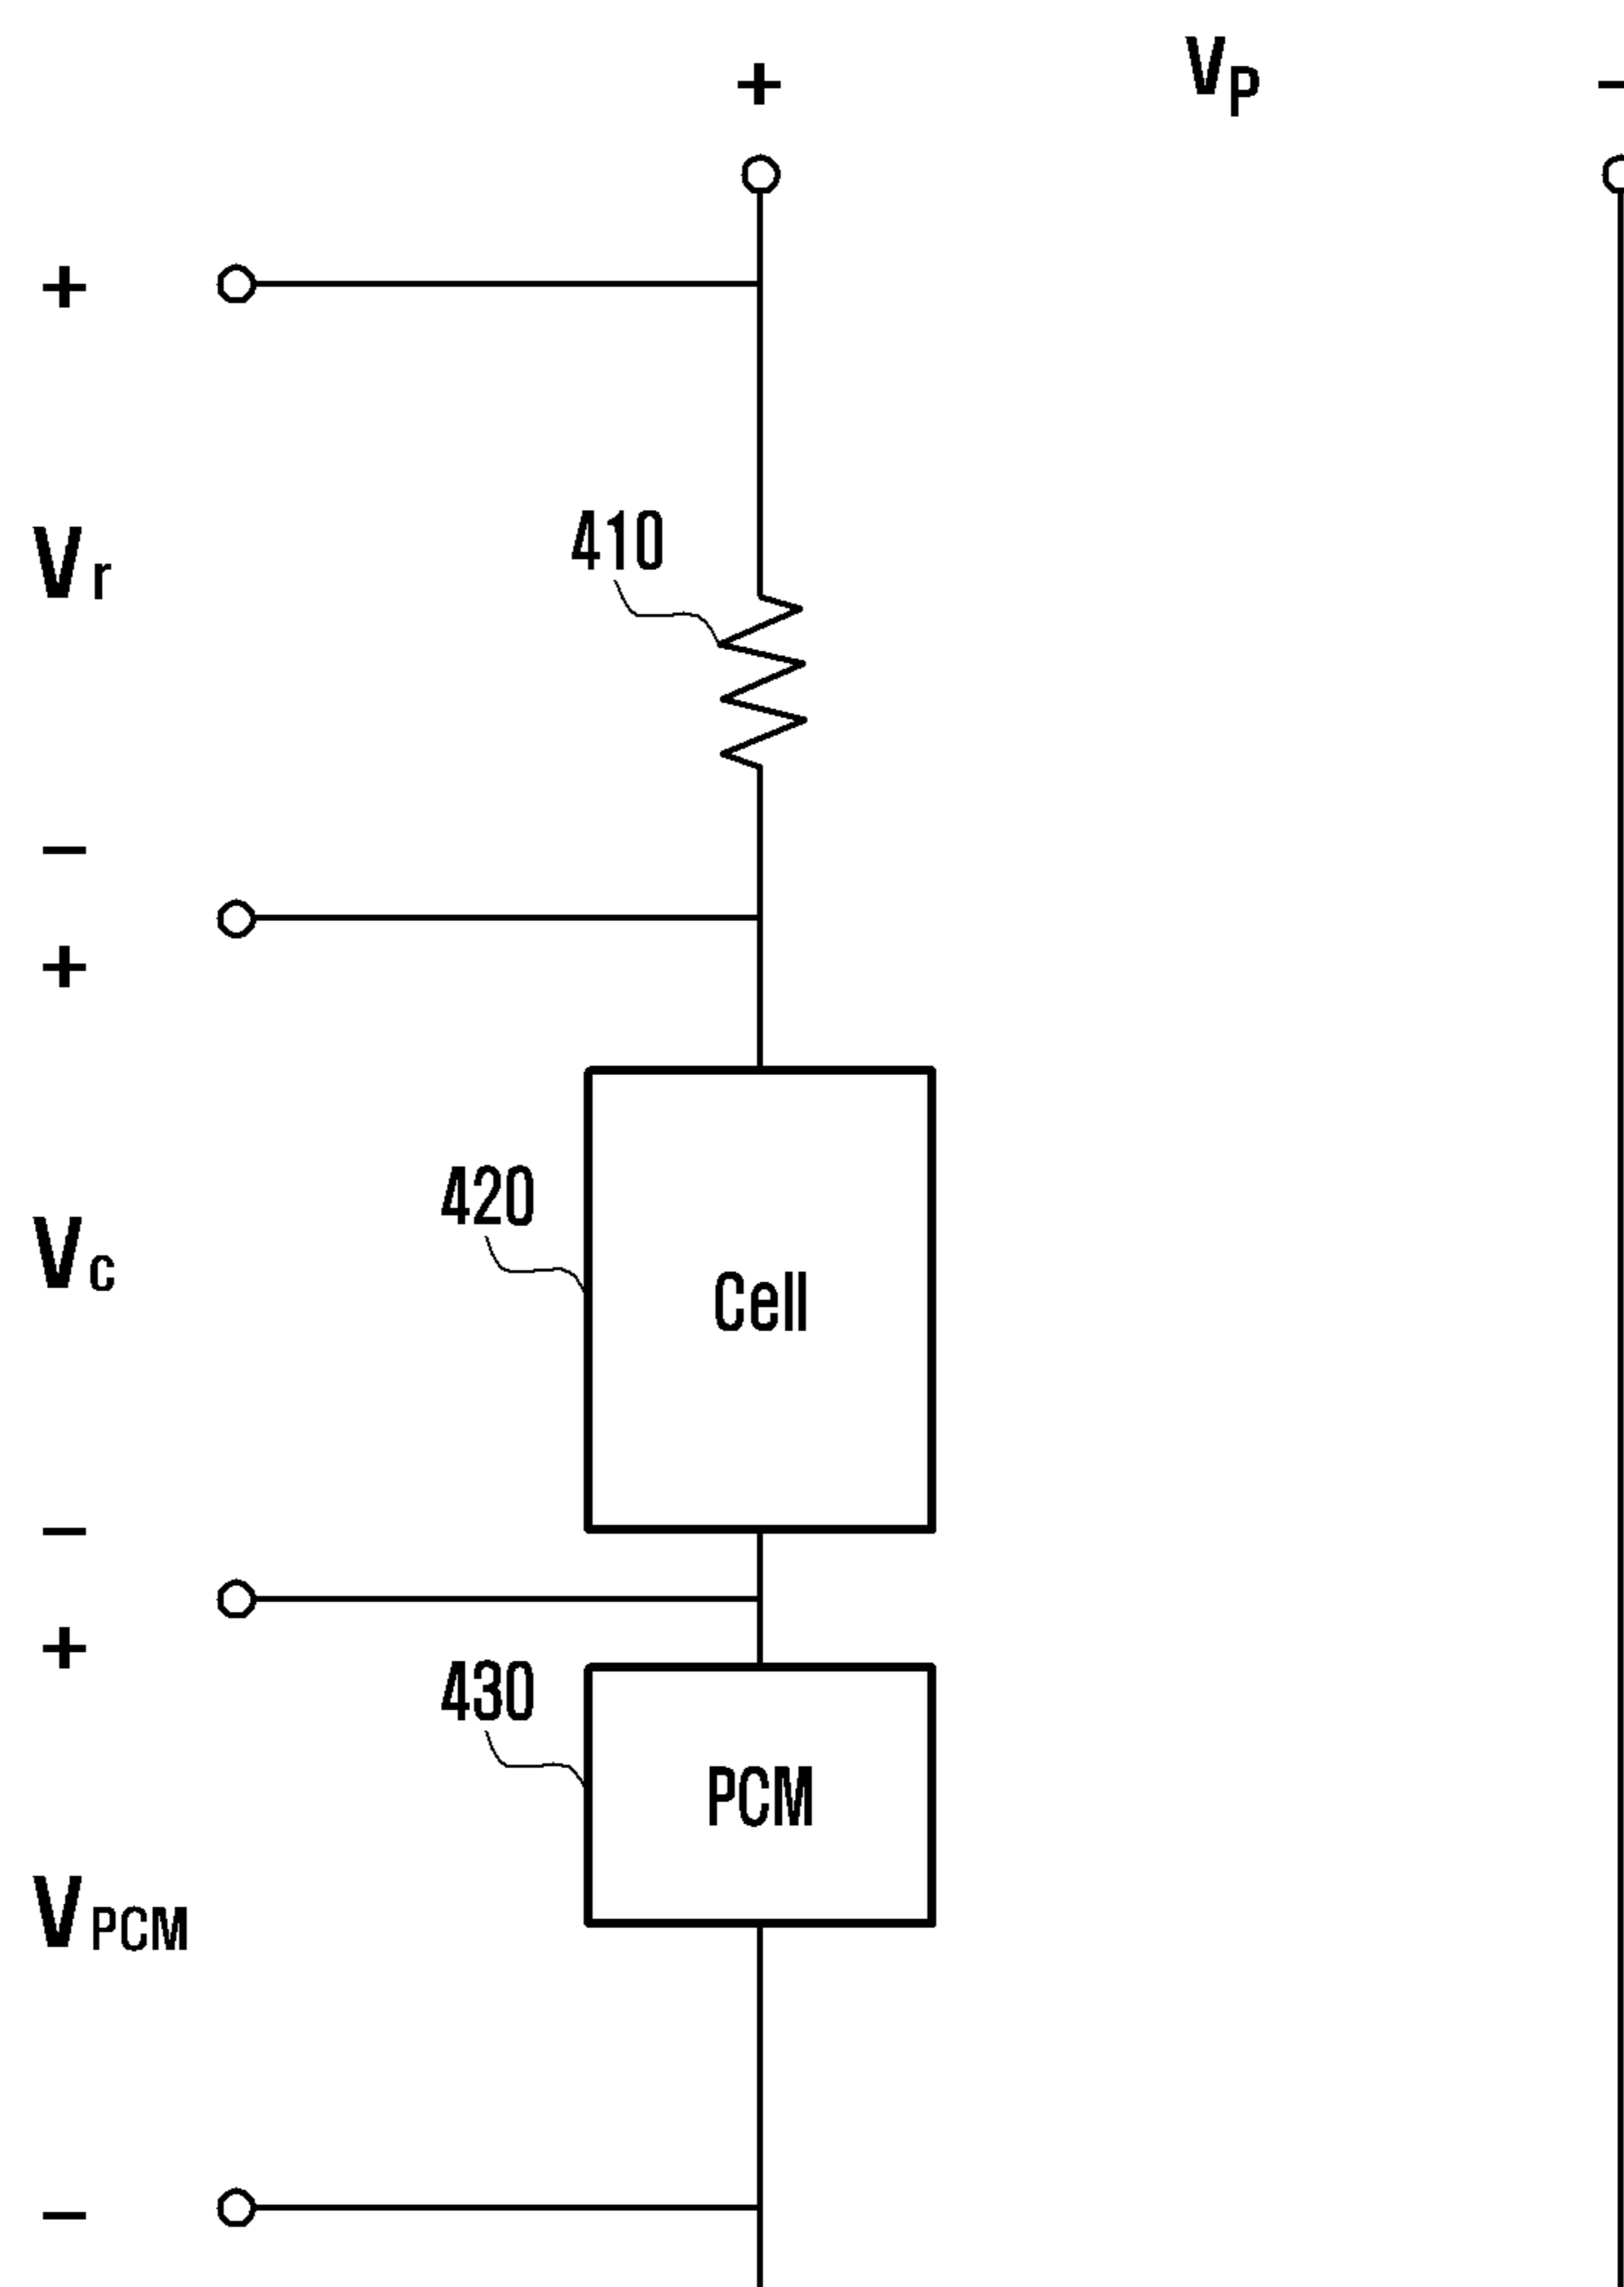 + VP –
+
Vr
410
–
+
420
Vc
Cell
–
+
430
PCM
VPCM
–